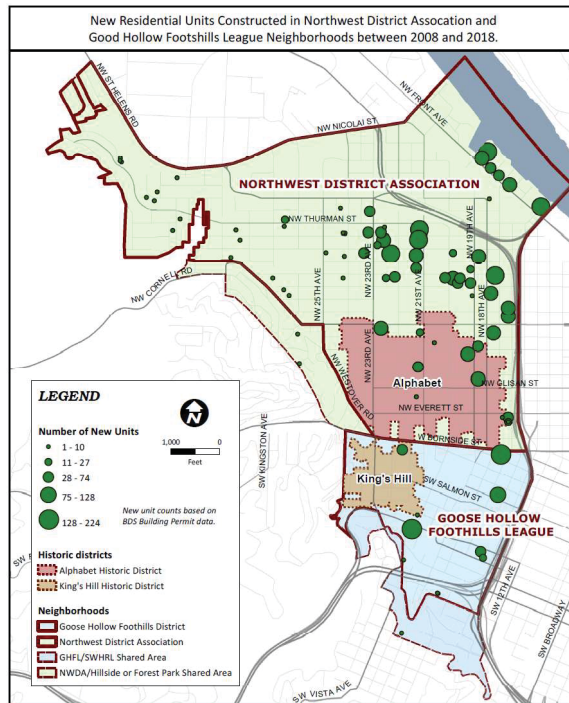 New Residential Units Constructed in Northwest District Assocation and
Good Hollow Footshills League Neighborhoods between 2008 and 2018.
NW ST HELENS RD
NW FRONT AVE
NW NICOLAI ST
NORTHWEST DISTRICT ASSOCIATION
NW 19TH AVE
NW THURMAN ST
NW CORNELL RD
NW 25TH AVE
NW 23RD AVE
NW 21ST AVE
NW 18TH AVE
NW 23RD AVE
NW WESTOVER RD
Alphabet
NW GLISAN ST
NW EVERETT ST
W BURNSIDE ST
SW KINGSTON AVE
King's Hill
SW SALMON ST
GOOSE HOLLOW
FOOTHILLS LEAGUE
SW 12TH AVE
SW BROADWAY
SW VISTA AVE
LEGEND
N
Number of New Units
1,000 0
Feet
1 - 10
11 - 27
28 - 74
75 - 128
128 - 224
New unit counts based on
BDS Building Permit data.
Historic districts
Alphabet Historic District
King's Hill Historic District
Neighborhoods
Goose Hollow Foothills District
Northwest District Association
GHFL/SWHRL Shared Area
NWDA/Hillside or Forest Park Shared Area